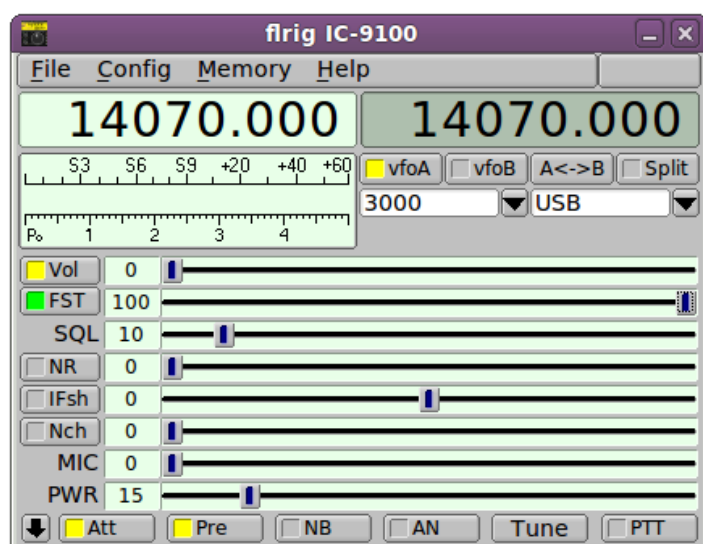 flrig IC-9100
File Config Memory Help
14070.000 14070.000
S3 S6 S9 +20 +40 +60
vfoA vfoB A<->B Split
3000 USB
Po 1 2 3 4
Vol 0
FST 100
SQL 10
NR 0
IFsh 0
Nch 0
MIC 0
PWR 15
Att Pre NB AN Tune PTT